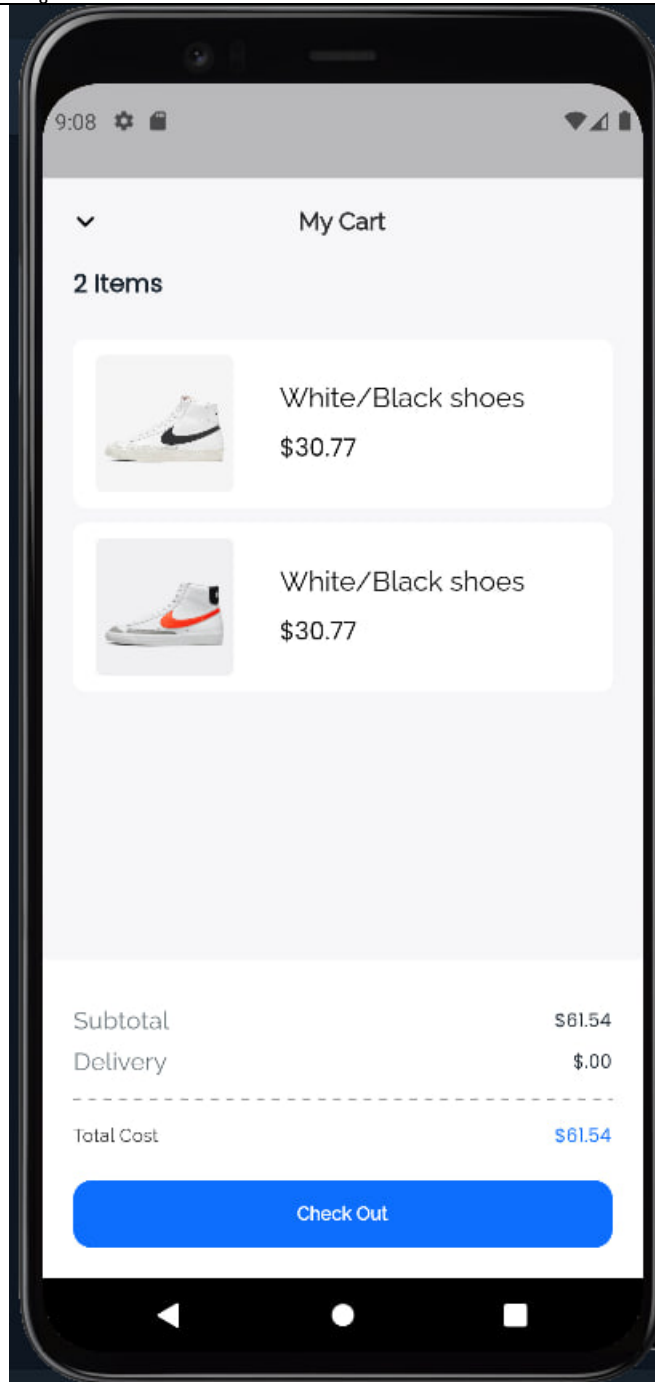 9:08
My Cart
2 Items
White/Black shoes
$30.77
White/Black shoes
$30.77
Subtotal $61.54
Delivery $.00
Total Cost $61.54
Check Out